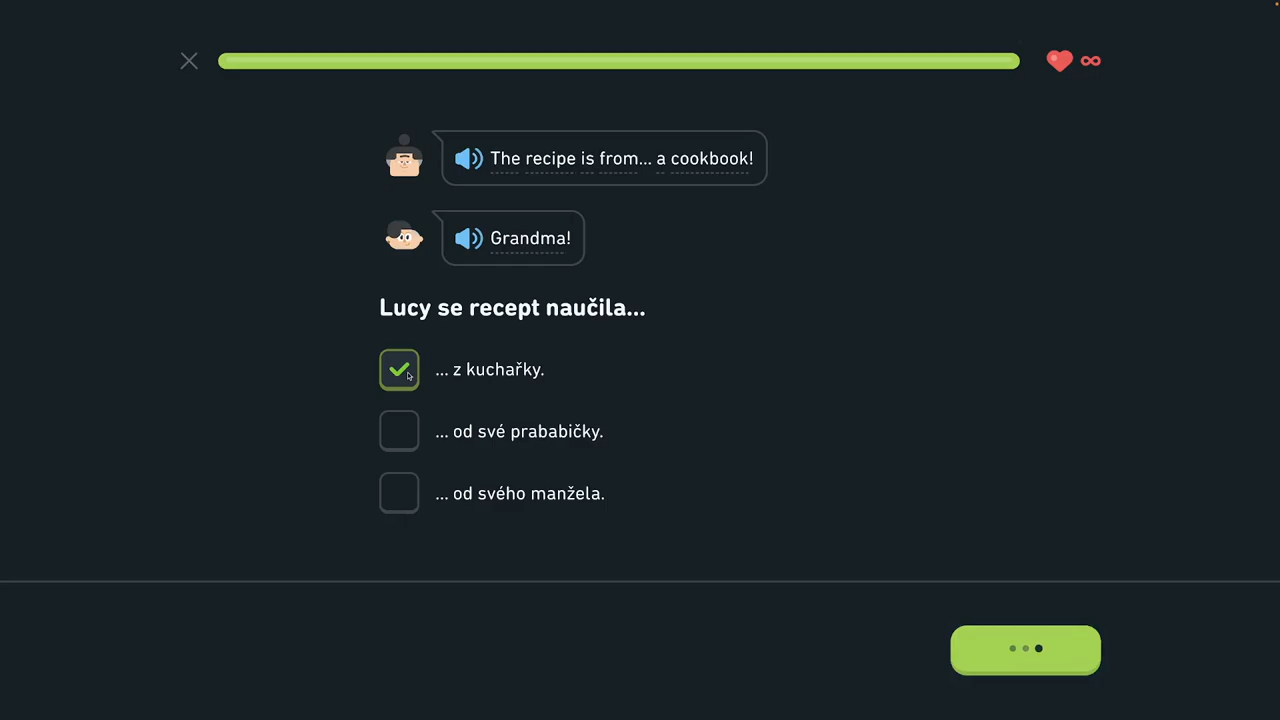 The recipe is from... a cookbook!
Grandma!
Lucy se recept naučila...
... z kuchařky.
... od své prababičky.
... od svého manžela.